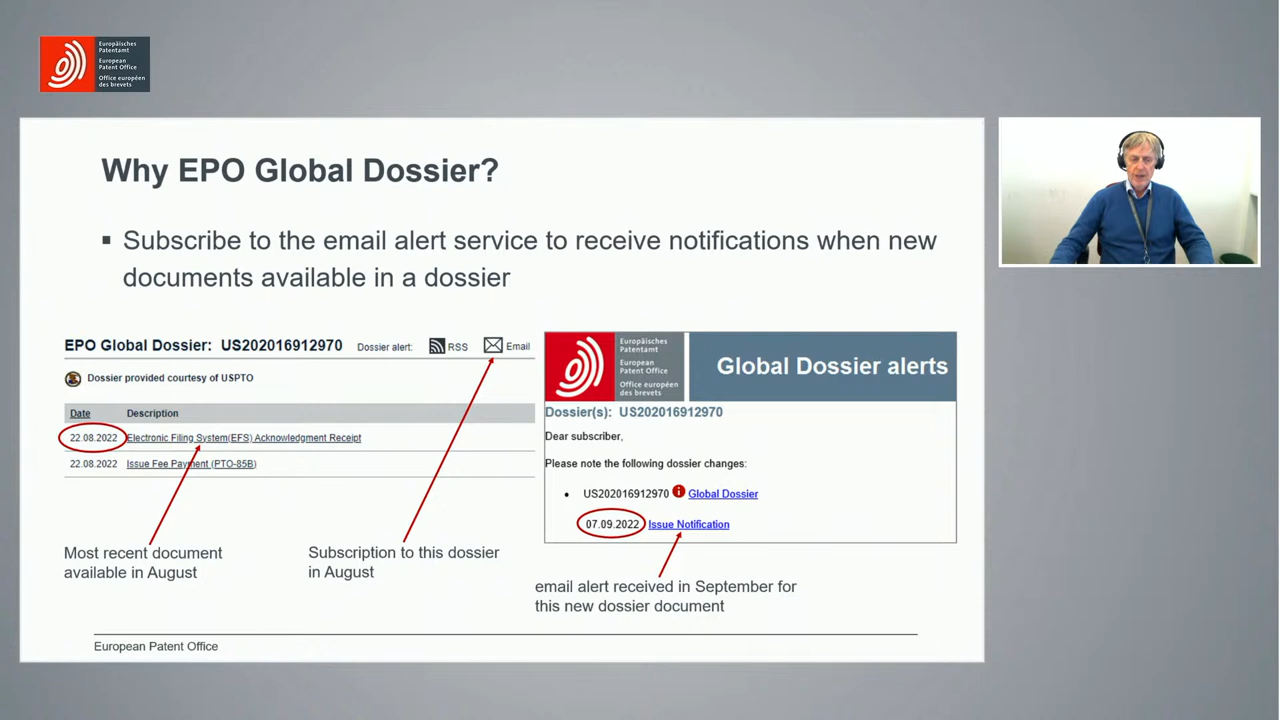 Europäisches
Patentamt
European
Patent Office
Office européen
des brevets
Why EPO Global Dossier?
▪ Subscribe to the email alert service to receive notifications when new
documents available in a dossier
EPO Global Dossier: US202016912970 Dossier alert: RSS Email
Dossier provided courtesy of USPTO
Date Description
22.08.2022 Electronic Filing System(EFS) Acknowledgment Receipt
22.08.2022 Issue Fee Payment (PTO-85B)
Most recent document
available in August
Subscription to this dossier
in August
Europäisches
Patentamt
European
Patent Office
Office européen
des brevets
Global Dossier alerts
Dossier(s): US202016912970
Dear subscriber,
Please note the following dossier changes:
• US202016912970 Global Dossier
07.09.2022 Issue Notification
email alert received in September for
this new dossier document
European Patent Office